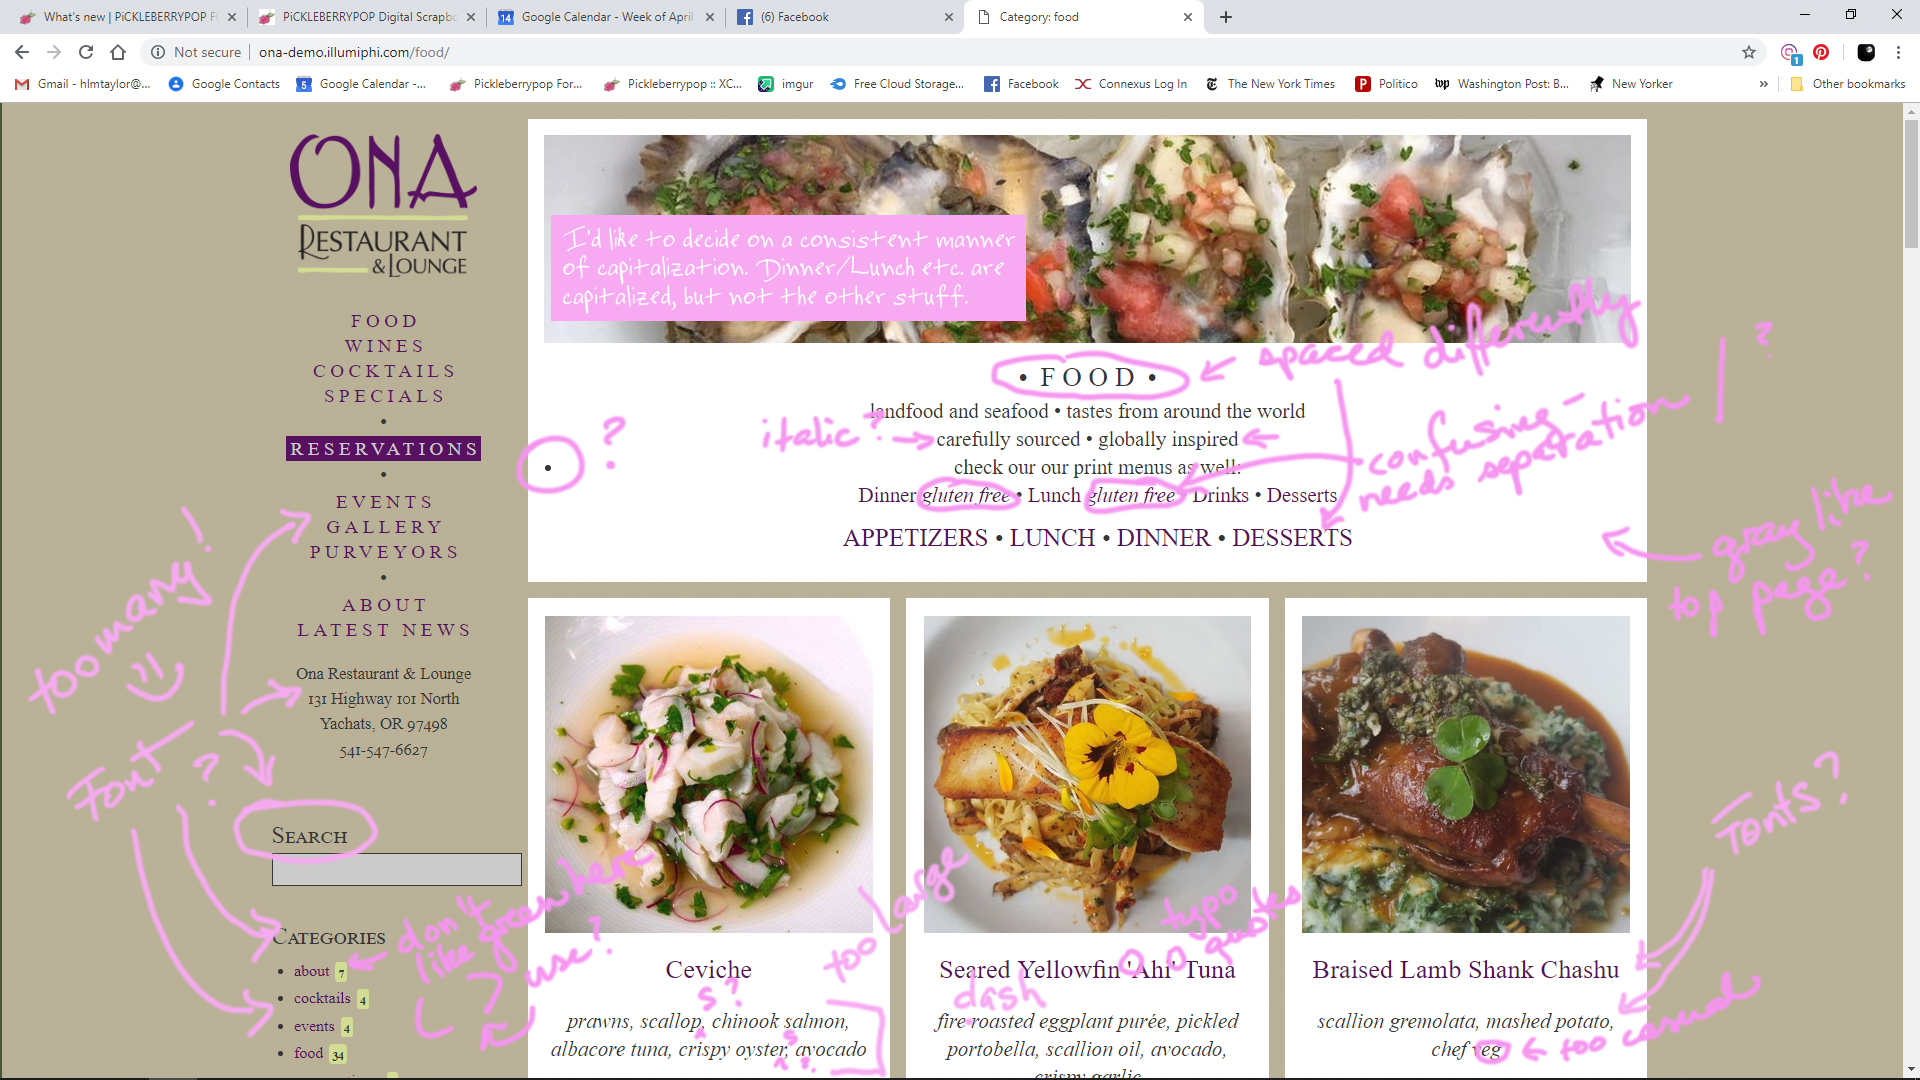 What's new | PiCKLEBERRYPOP F
PiCKLEBERRYPOP Digital Scrapbo
14 Google Calendar - Week of April
(6) Facebook
Category: food
Not secure | ona-demo.illumiphi.com/food/
1
Gmail - hlmtaylor@...
Google Contacts
5 Google Calendar -...
Pickleberrypop For...
Pickleberrypop :: XC...
imgur
Free Cloud Storage...
Facebook
Connexus Log In
The New York Times
Politico
wp Washington Post: B...
New Yorker
»
Other bookmarks
ONA
RESTAURANT
& LOUNGE
FOOD
WINES
COCKTAILS
SPECIALS
•
RESERVATIONS
•
EVENTS
GALLERY
PURVEYORS
•
ABOUT
LATEST NEWS
Ona Restaurant & Lounge
131 Highway 101 North
Yachats, OR 97498
541-547-6627
too many!
Font?
SEARCH
CATEGORIES
• about 7
• cocktails 4
• events 4
• food 34
don't
like green here
use?
I'd like to decide on a consistent manner
of capitalization. Dinner/Lunch etc. are
capitalized, but not the other stuff.
• FOOD •
spaced differently
landfood and seafood • tastes from around the world
italic?
carefully sourced • globally inspired
check our our print menus as well:
Dinner gluten free • Lunch gluten free • Drinks • Desserts
APPETIZERS • LUNCH • DINNER • DESSERTS
•
?
confusing -
needs separation
?
gray like
top page?
Ceviche
s?
prawns, scallop, chinook salmon,
albacore tuna, crispy oyster, avocado
s
s?
too large
Seared Yellowfin 'Ahi' Tuna
typo
quotes
dash
fire roasted eggplant purée, pickled
portobella, scallion oil, avocado,
crispy garlic
Braised Lamb Shank Chashu
Fonts?
scallion gremolata, mashed potato,
chef veg
too casual